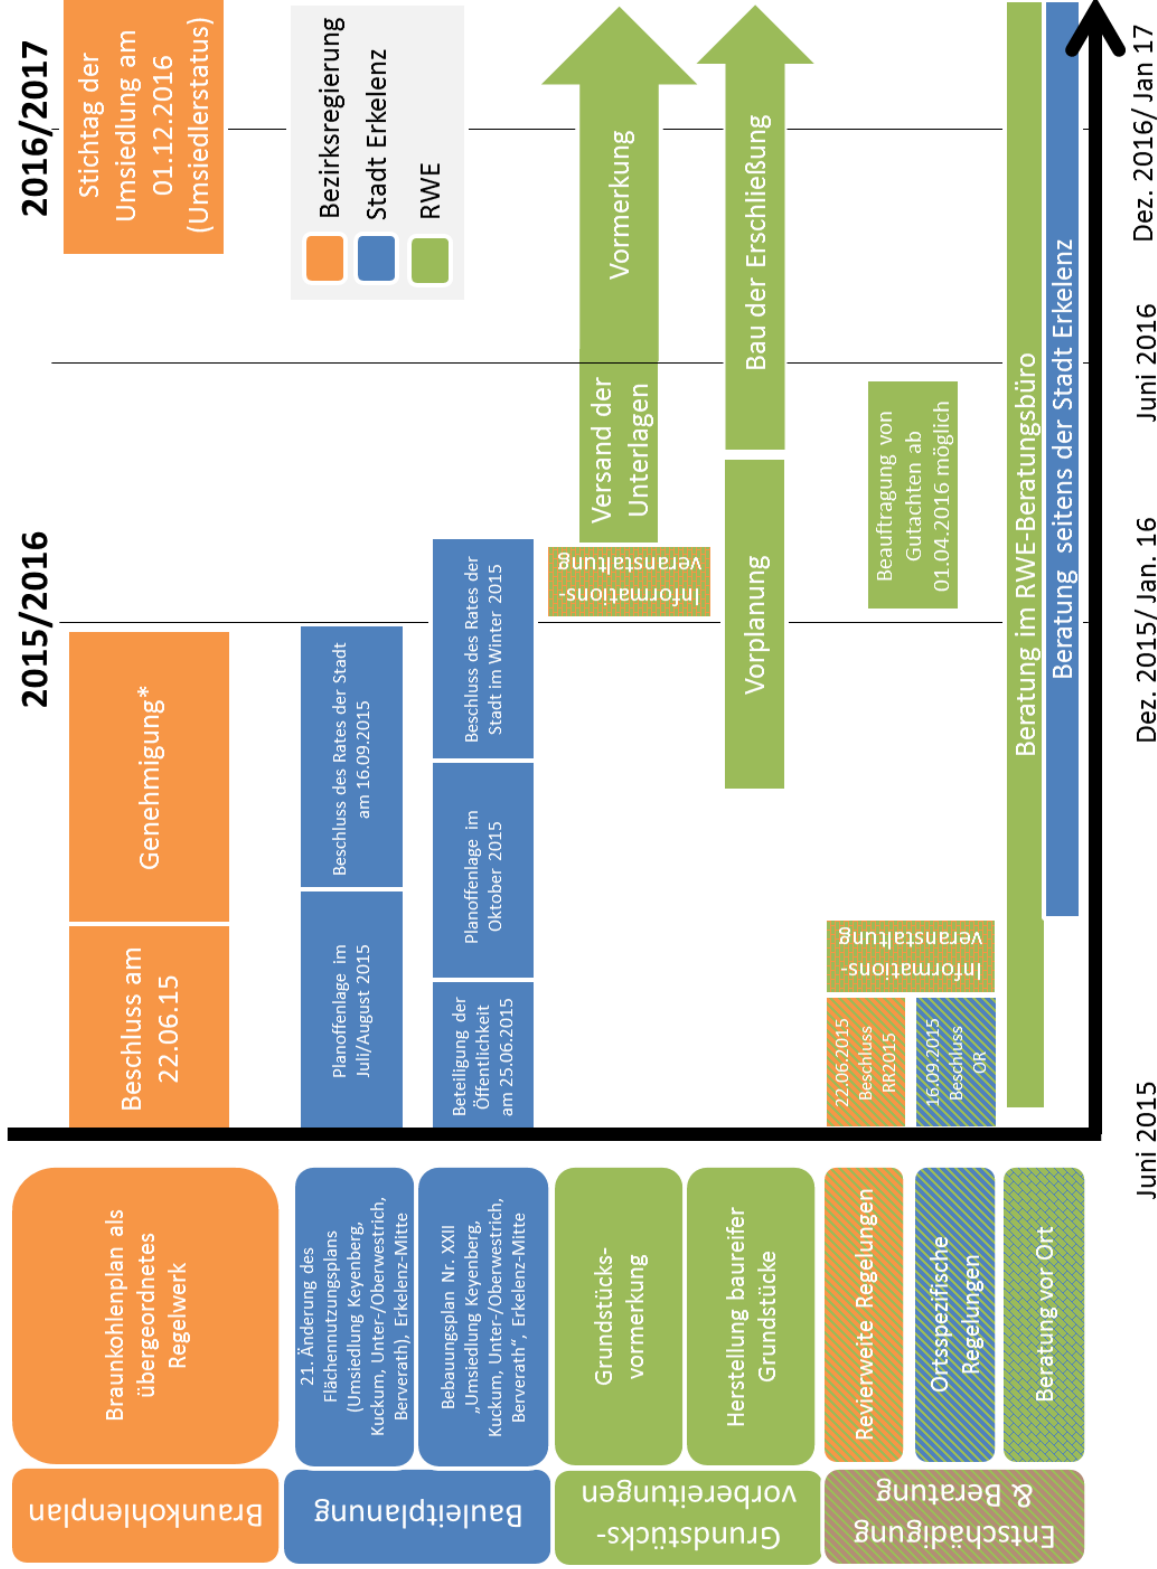 2015/2016
2016/2017
Braunkohlenplan
Braunkohlenplan als
übergeordnetes
Regelwerk
Beschluss am
22.06.15
Genehmigung*
Stichtag der
Umsiedlung am
01.12.2016
(Umsiedlerstatus)
Bauleitplanung
21. Änderung des
Flächennutzungsplans
(Umsiedlung Keyenberg,
Kuckum, Unter-/Oberwestrich,
Berverath), Erkelenz-Mitte
Planoffenlage im
Juli/August 2015
Beschluss des Rates der Stadt
am 16.09.2015
Bezirksregierung
Stadt Erkelenz
RWE
Bebauungsplan Nr. XXII
„Umsiedlung Keyenberg,
Kuckum, Unter-/Oberwestrich,
Berverath“, Erkelenz-Mitte
Beteiligung der
Öffentlichkeit
am 25.06.2015
Planoffenlage im
Oktober 2015
Beschluss des Rates der
Stadt im Winter 2015
Grundstücks-
vorbereitungen
Grundstücks-
vormerkung
Informations-
veranstaltung
Versand der
Unterlagen
Vormerkung
Herstellung baureifer
Grundstücke
Vorplanung
Bau der Erschließung
Entschädigung
& Beratung
Revierweite Regelungen
22.06.2015
Beschluss
RR2015
Informations-
veranstaltung
Beauftragung von
Gutachten ab
01.04.2016 möglich
Ortsspezifische
Regelungen
16.09.2015
Beschluss
OR
Beratung vor Ort
Beratung im RWE-Beratungsbüro
Beratung seitens der Stadt Erkelenz
Juni 2015
Dez. 2015/ Jan. 16
Juni 2016
Dez. 2016/ Jan 17